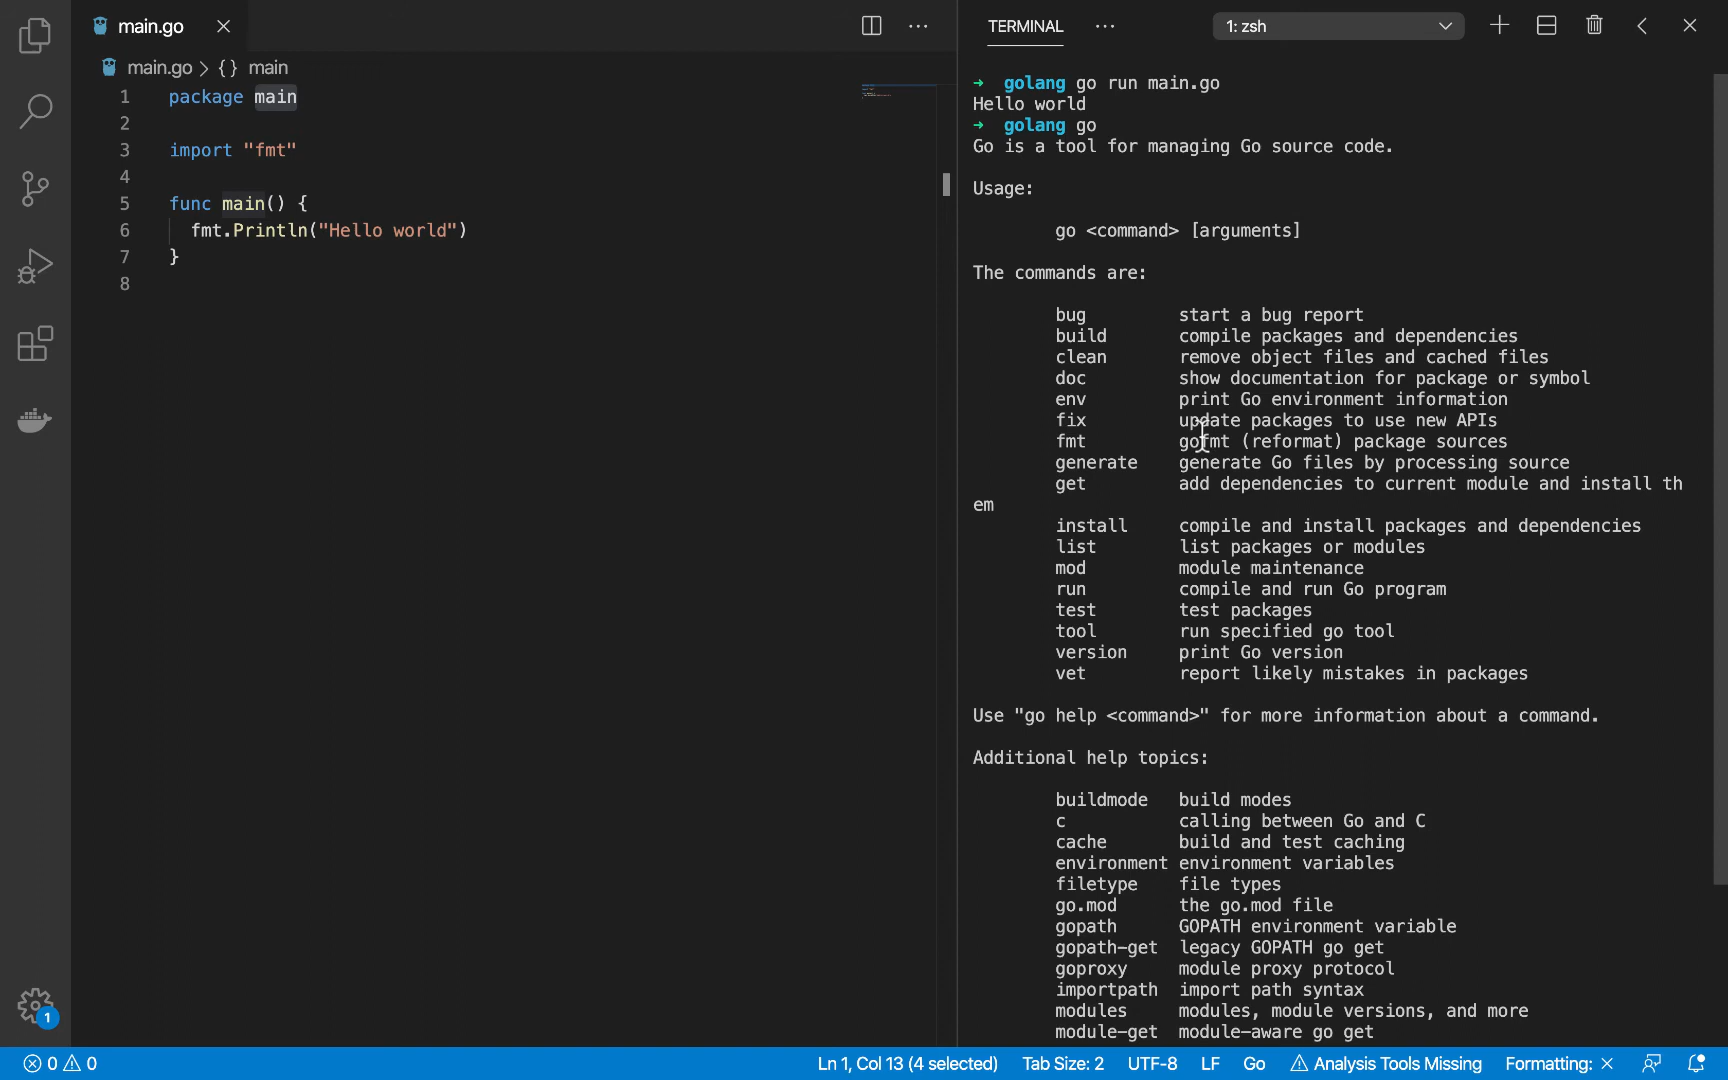 main.go
main.go > {} main
1 package main
2
3 import "fmt"
4
5 func main() {
6 fmt.Println("Hello world")
7 }
8
TERMINAL
1: zsh
→ golang go run main.go
Hello world
→ golang go
Go is a tool for managing Go source code.
Usage:
go <command> [arguments]
The commands are:
bug start a bug report
build compile packages and dependencies
clean remove object files and cached files
doc show documentation for package or symbol
env print Go environment information
fix update packages to use new APIs
fmt gofmt (reformat) package sources
generate generate Go files by processing source
get add dependencies to current module and install th
em
install compile and install packages and dependencies
list list packages or modules
mod module maintenance
run compile and run Go program
test test packages
tool run specified go tool
version print Go version
vet report likely mistakes in packages
Use "go help <command>" for more information about a command.
Additional help topics:
buildmode build modes
c calling between Go and C
cache build and test caching
environment environment variables
filetype file types
go.mod the go.mod file
gopath GOPATH environment variable
gopath-get legacy GOPATH go get
goproxy module proxy protocol
importpath import path syntax
modules modules, module versions, and more
module-get module-aware go get
1
0 0 Ln 1, Col 13 (4 selected) Tab Size: 2 UTF-8 LF Go Analysis Tools Missing Formatting: ×